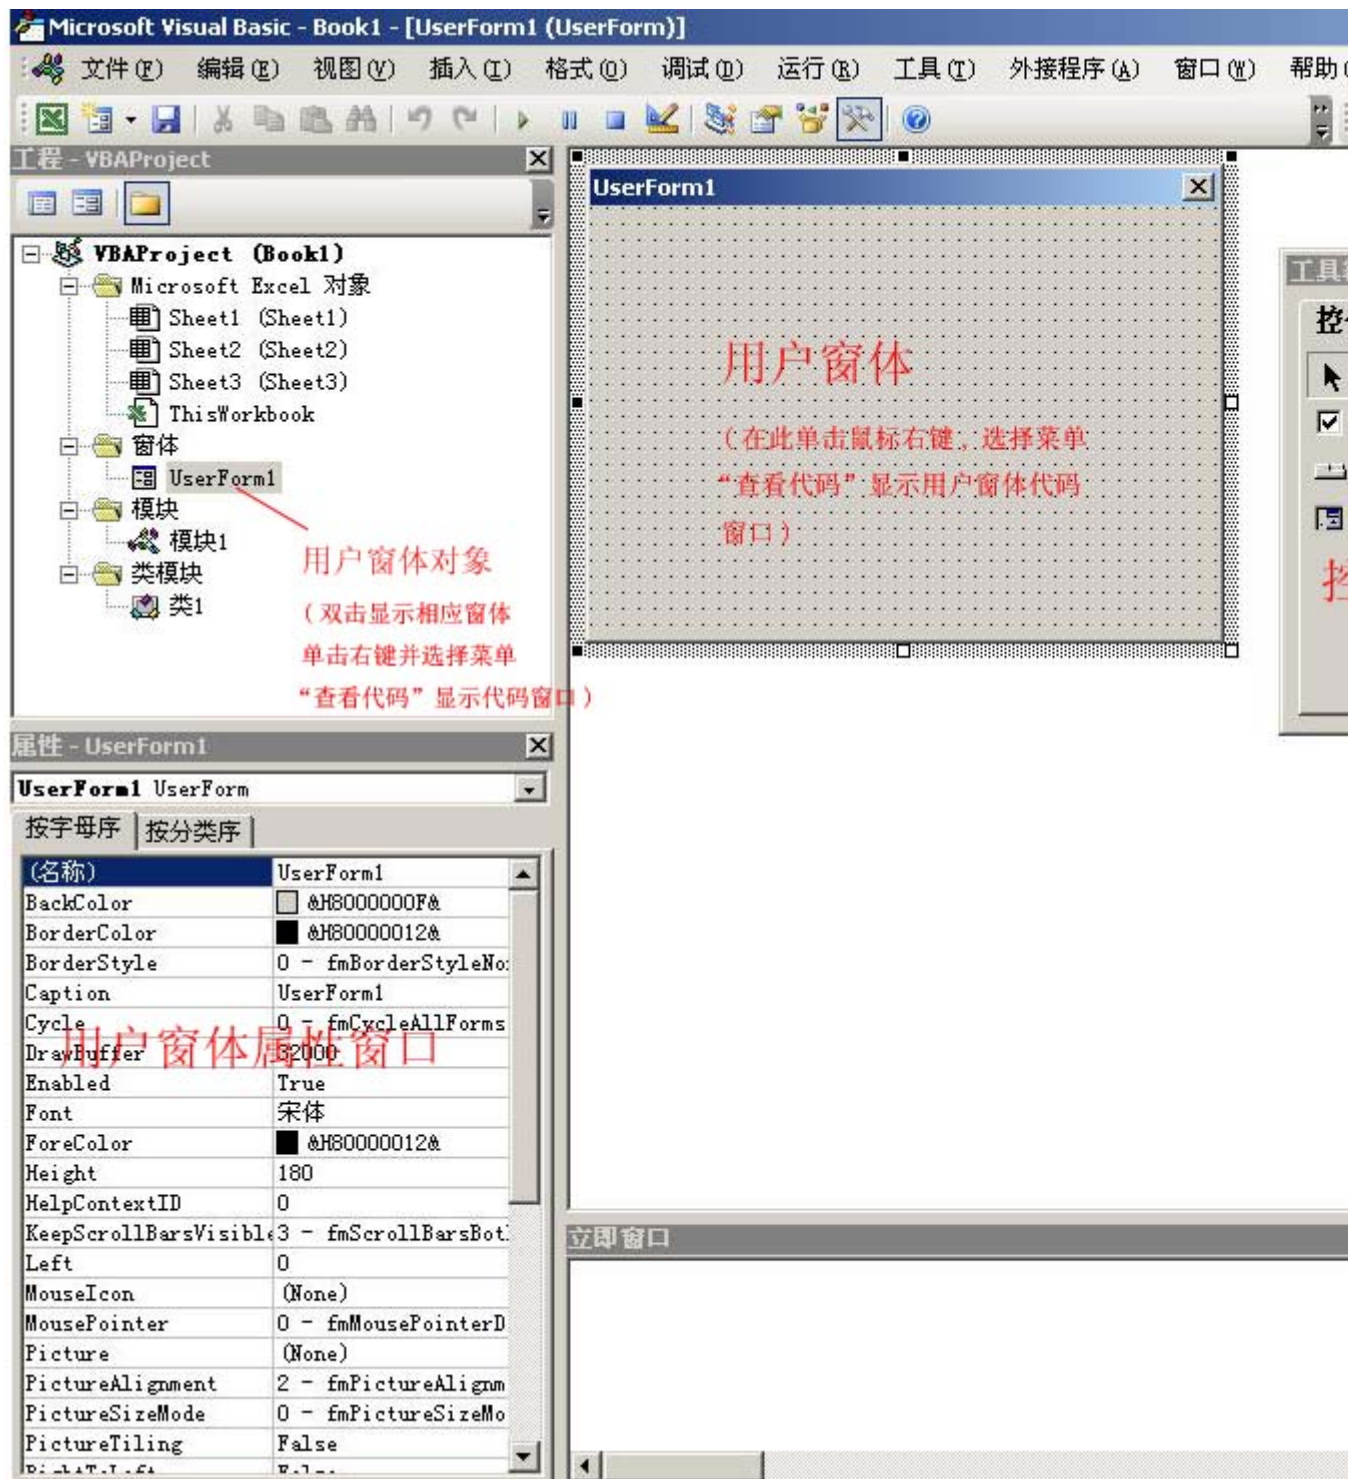 Microsoft Visual Basic - Book1 - [UserForm1 (UserForm)]
文件(F) 编辑(E) 视图(V) 插入(I) 格式(O) 调试(D) 运行(R) 工具(T) 外接程序(A) 窗口(W) 帮助(
工程 - VBAProject
VBAProject (Book1)
Microsoft Excel 对象
Sheet1 (Sheet1)
Sheet2 (Sheet2)
Sheet3 (Sheet3)
ThisWorkbook
窗体
UserForm1
模块
模块1
类模块
类1
用户窗体对象
(双击显示相应窗体
单击右键并选择菜单
“查看代码”显示代码窗口)
UserForm1
用户窗体
(在此单击鼠标右键,选择菜单
“查看代码”显示用户窗体代码
窗口)
工具
控
属性 - UserForm1
UserForm1 UserForm
按字母序 按分类序
(名称) UserForm1
BackColor &H8000000F&
BorderColor &H80000012&
BorderStyle 0 - fmBorderStyleNo
Caption UserForm1
Cycle 0 - fmCycleAllForms
DrawBuffer 32000
用户窗体属性窗口
Enabled True
Font 宋体
ForeColor &H80000012&
Height 180
HelpContextID 0
KeepScrollBarsVisible 3 - fmScrollBarsBot
Left 0
MouseIcon (None)
MousePointer 0 - fmMousePointerD
Picture (None)
PictureAlignment 2 - fmPictureAlignm
PictureSizeMode 0 - fmPictureSizeMo
PictureTiling False
立即窗口